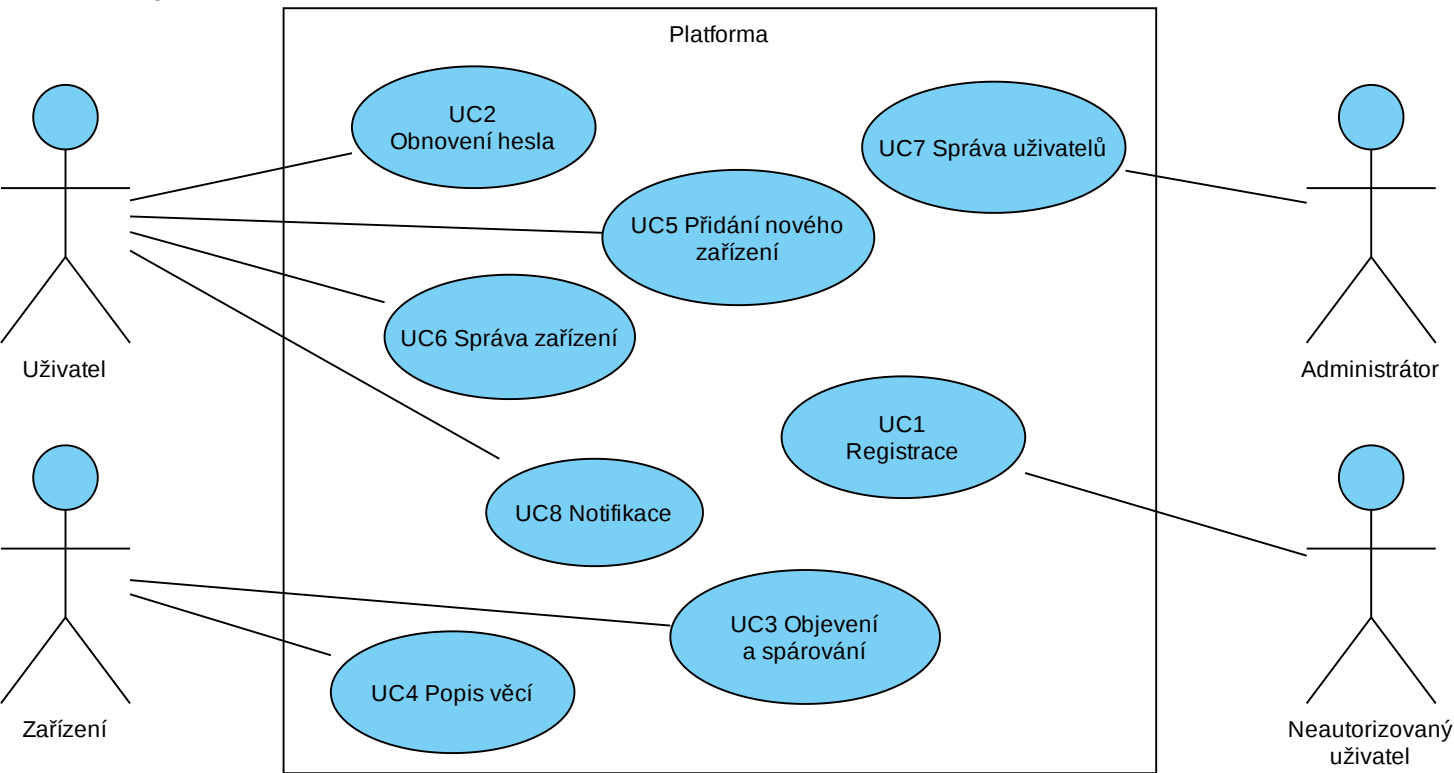 Platforma
UC2
Obnovení hesla
UC7 Správa uživatelů
UC5 Přidání nového
zařízení
UC6 Správa zařízení
Uživatel
Administrátor
UC1
Registrace
UC8 Notifikace
UC3 Objevení
a spárování
UC4 Popis věcí
Zařízení
Neautorizovaný
uživatel